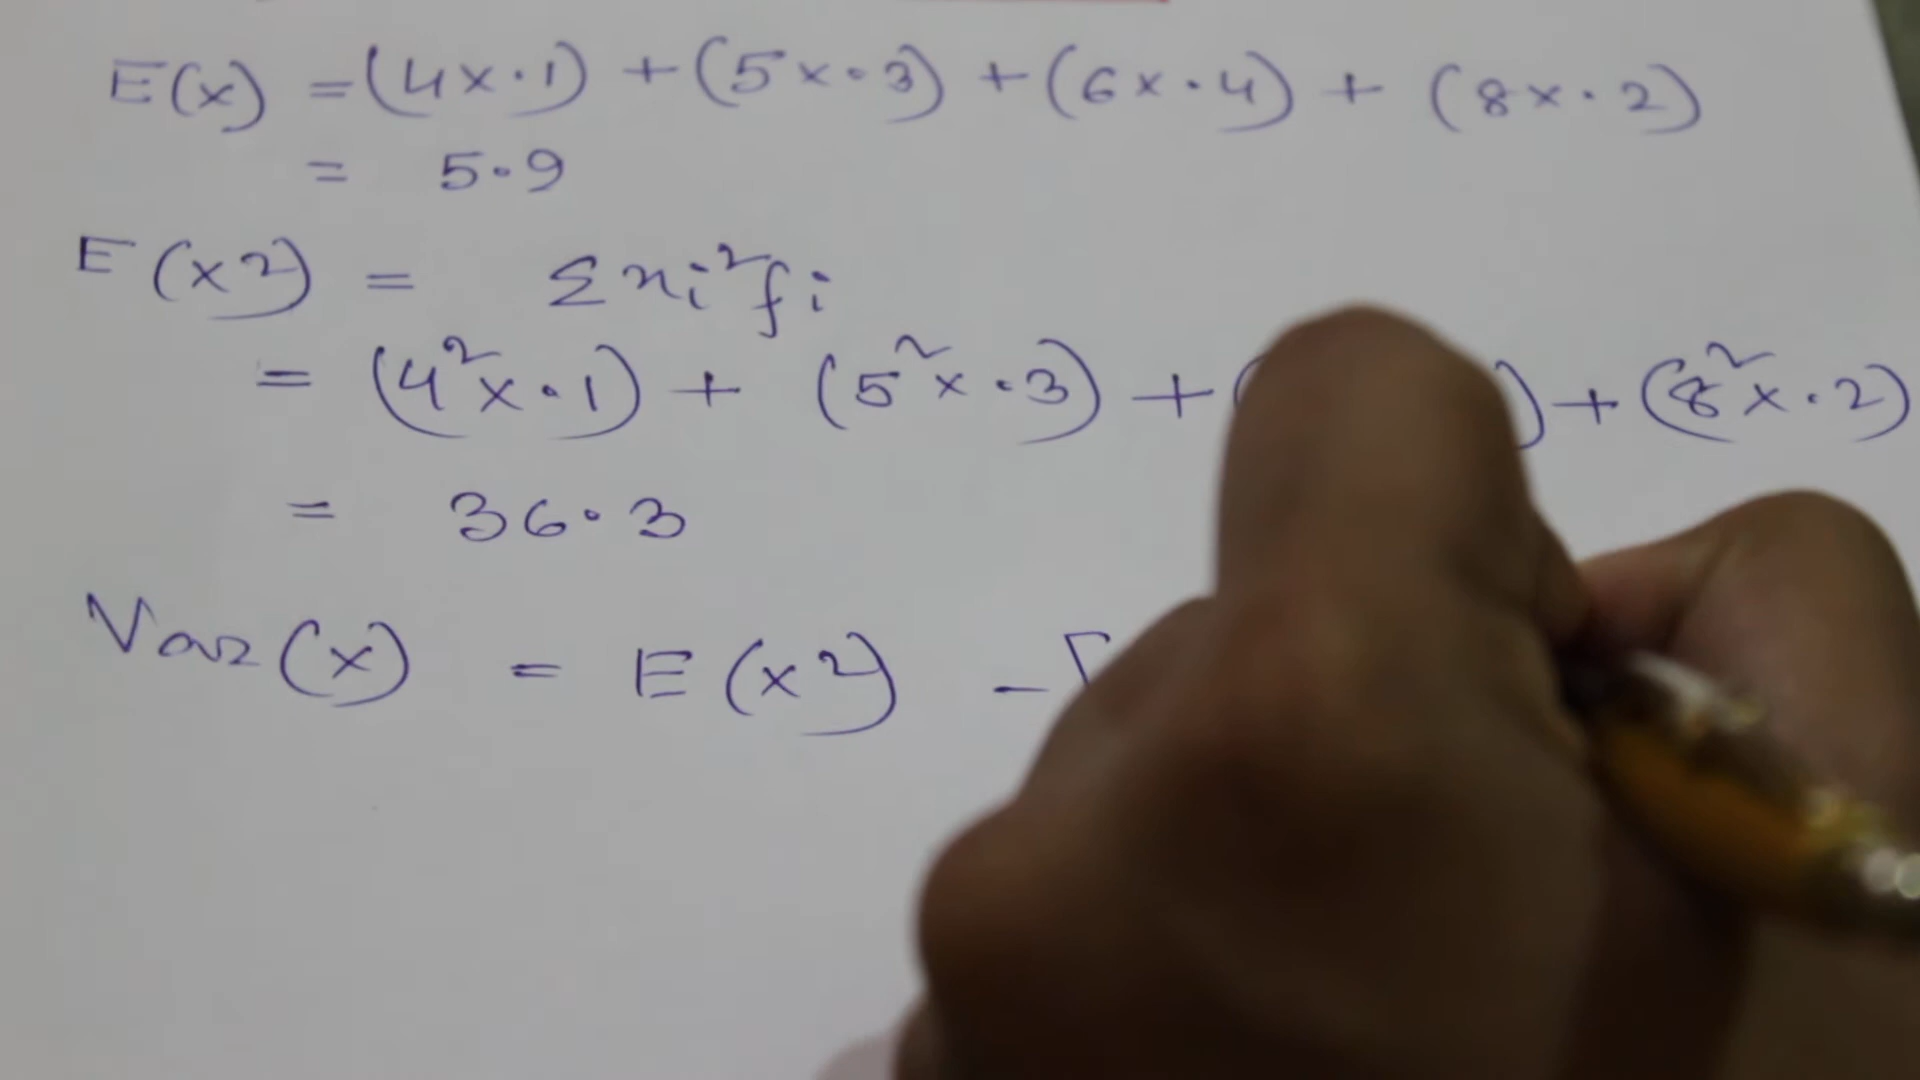 E(x) = (4x.1) + (5x.3) + (6x.4) + (8x.2)
= 5.9
E(x2) = Σxi²fi
= (4²x.1) + (5²x.3) + ( ) + (8²x.2)
= 36.3
Var(x) = E(x2) - [